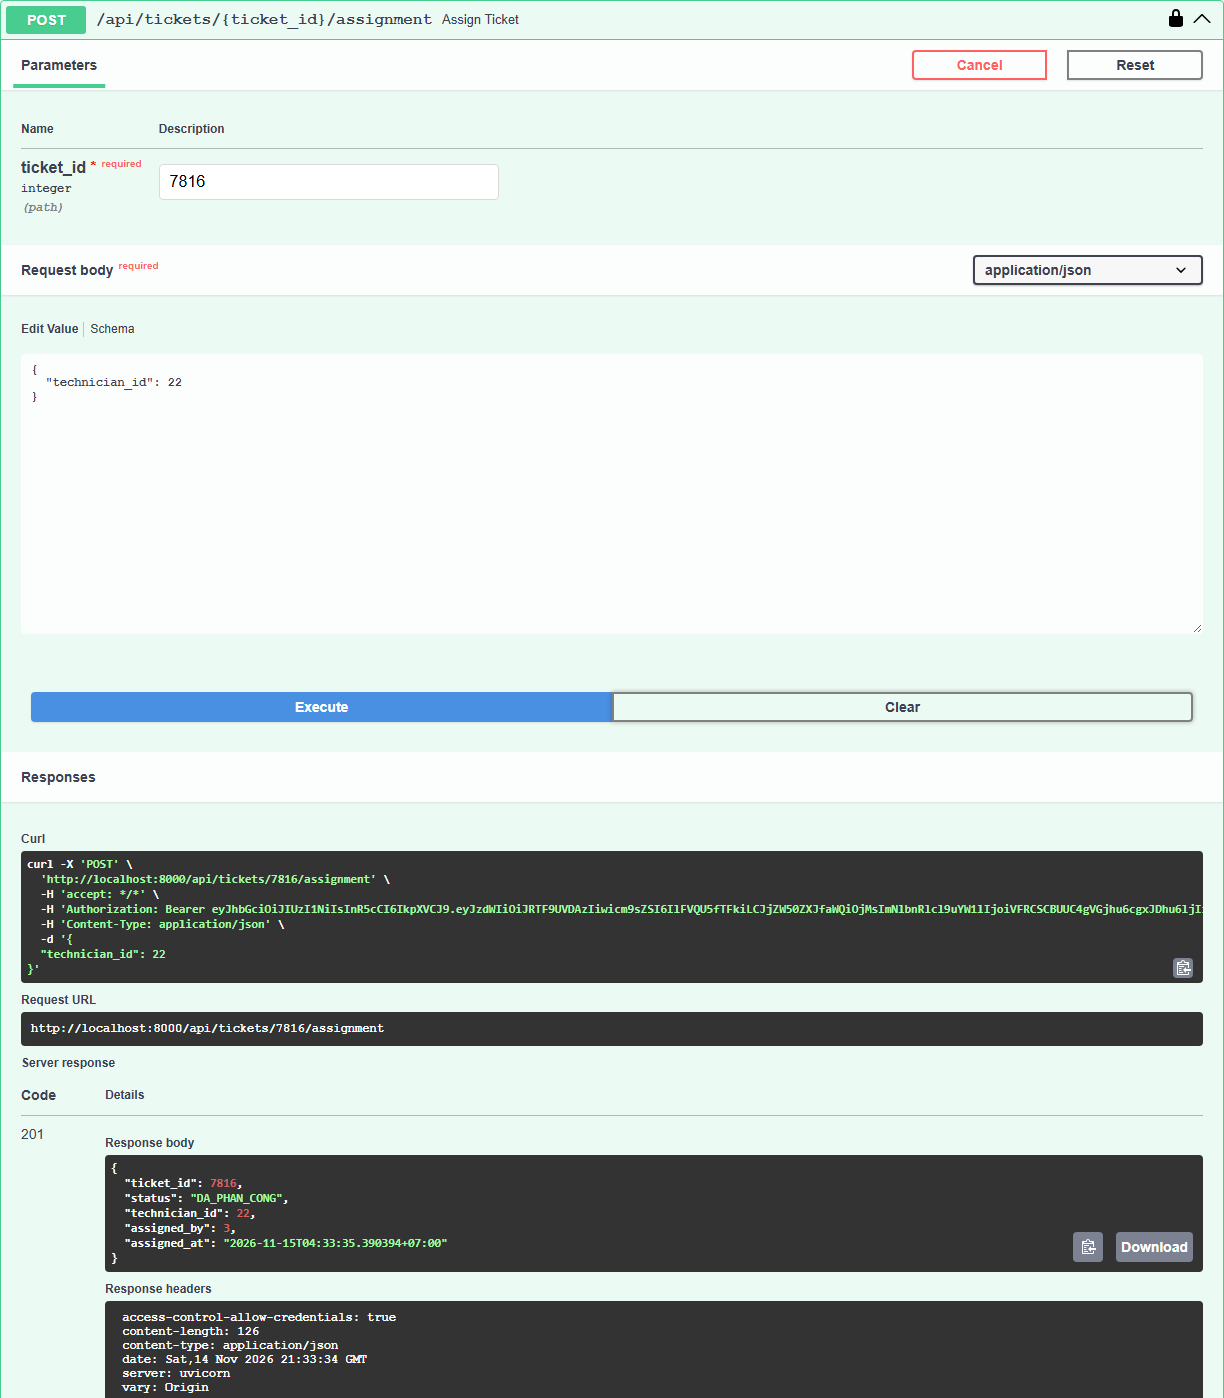 POST /api/tickets/{ticket_id}/assignment Assign Ticket
Parameters
Cancel
Reset
Name Description
ticket_id * required
integer
(path)
7816
Request body required
application/json
Edit Value | Schema
{
  "technician_id": 22
}
Execute
Clear
Responses
Curl
curl -X 'POST' \
  'http://localhost:8000/api/tickets/7816/assignment' \
  -H 'accept: */*' \
  -H 'Authorization: Bearer
  -H 'Content-Type: application/json' \
  -d '{
  "technician_id": 22
}'
Request URL
http://localhost:8000/api/tickets/7816/assignment
Server response
Code Details
201
Response body
{
  "ticket_id": 7816,
  "status": "DA_PHAN_CONG",
  "technician_id": 22,
  "assigned_by": 3,
  "assigned_at": "2026-11-15T04:33:35.390394+07:00"
}
Download
Response headers
access-control-allow-credentials: true
content-length: 126
content-type: application/json
date: Sat,14 Nov 2026 21:33:34 GMT
server: uvicorn
vary: Origin